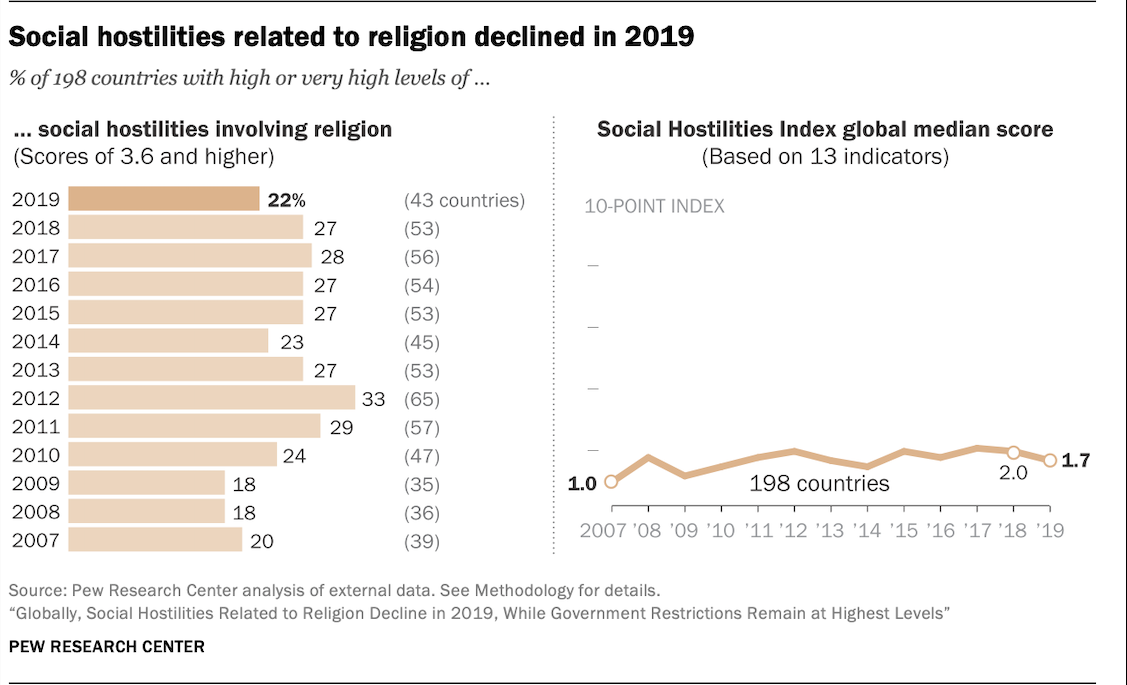 Social hostilities related to religion declined in 2019
% of 198 countries with high or very high levels of ...
... social hostilities involving religion
(Scores of 3.6 and higher)
2019 22% (43 countries)
2018 27 (53)
2017 28 (56)
2016 27 (54)
2015 27 (53)
2014 23 (45)
2013 27 (53)
2012 33 (65)
2011 29 (57)
2010 24 (47)
2009 18 (35)
2008 18 (36)
2007 20 (39)
Social Hostilities Index global median score
(Based on 13 indicators)
10-POINT INDEX
1.0
1.7
2.0
198 countries
2007 ’08 ’09 ’10 ’11 ’12 ’13 ’14 ’15 ’16 ’17 ’18 ’19
Source: Pew Research Center analysis of external data. See Methodology for details.
“Globally, Social Hostilities Related to Religion Decline in 2019, While Government Restrictions Remain at Highest Levels”
PEW RESEARCH CENTER